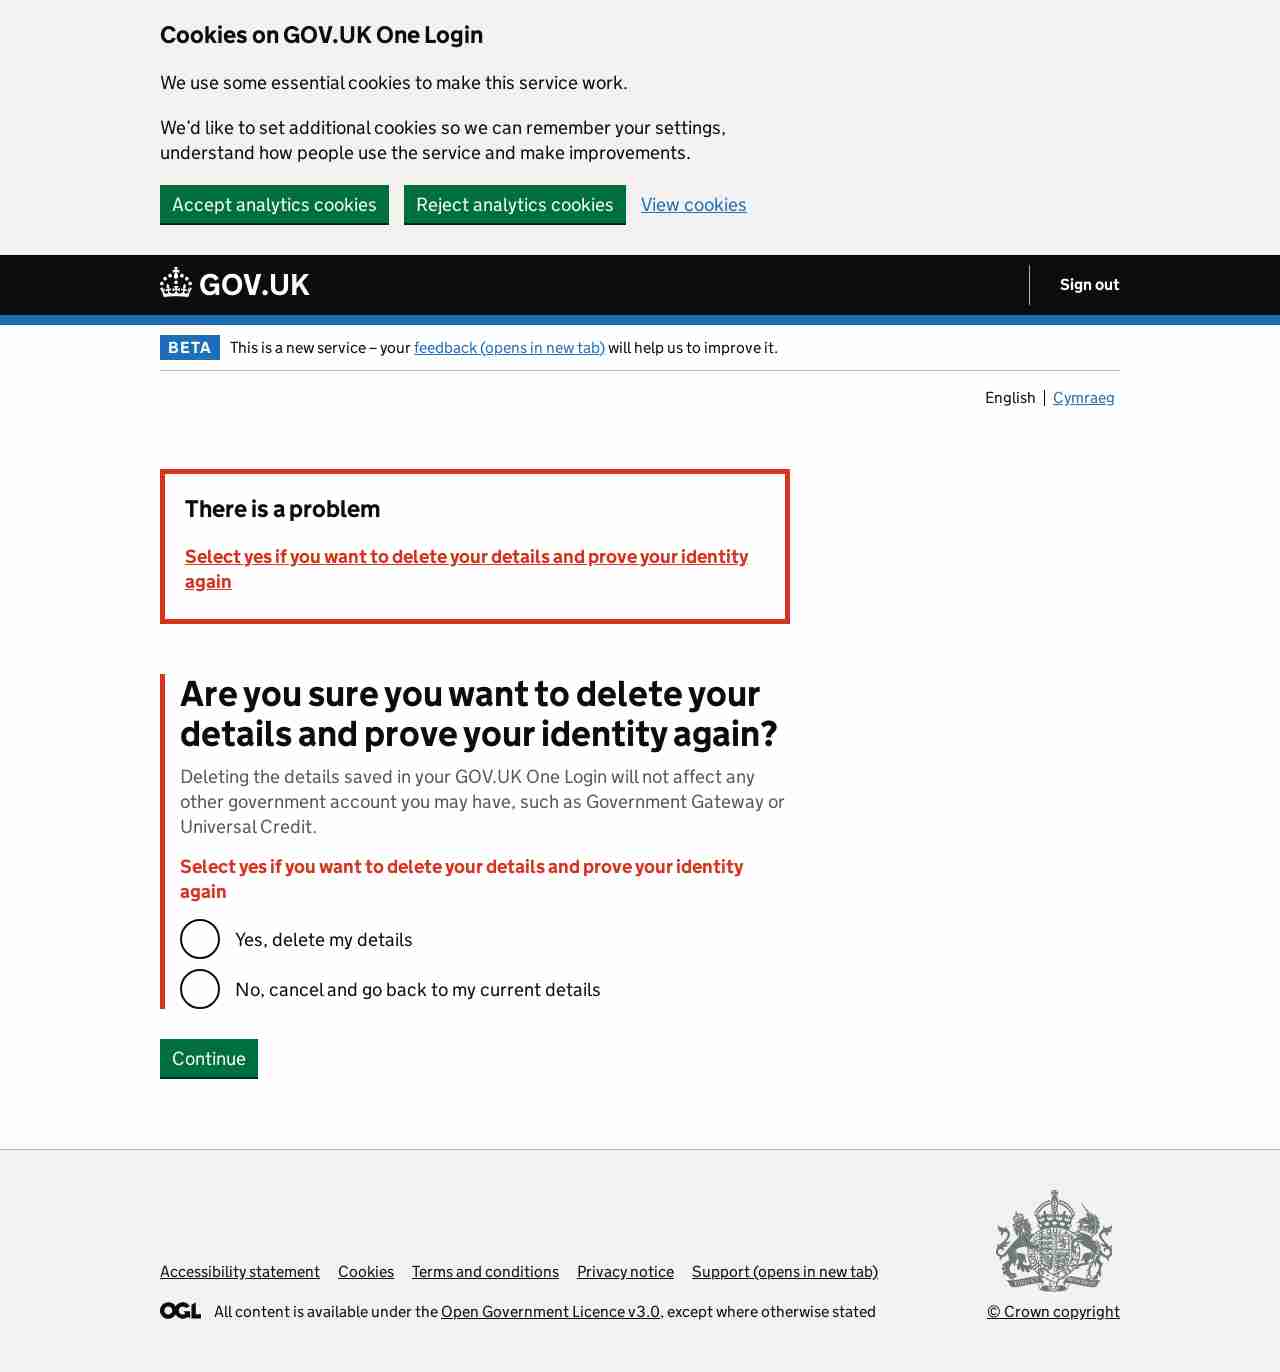 Cookies on GOV.UK One Login
We use some essential cookies to make this service work.
We’d like to set additional cookies so we can remember your settings,
understand how people use the service and make improvements.
Accept analytics cookies Reject analytics cookies View cookies
GOV.UK Sign out
BETA This is a new service – your feedback (opens in new tab) will help us to improve it.
English Cymraeg
There is a problem
Select yes if you want to delete your details and prove your identity
again
Are you sure you want to delete your
details and prove your identity again?
Deleting the details saved in your GOV.UK One Login will not affect any
other government account you may have, such as Government Gateway or
Universal Credit.
Select yes if you want to delete your details and prove your identity
again
Yes, delete my details
No, cancel and go back to my current details
Continue
Accessibility statement Cookies Terms and conditions Privacy notice Support (opens in new tab)
OGL All content is available under the Open Government Licence v3.0, except where otherwise stated
© Crown copyright